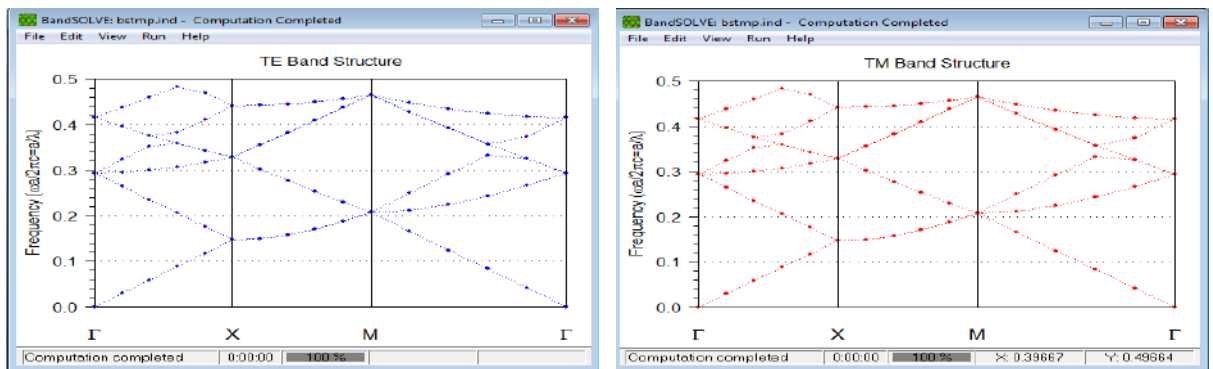 BandSOLVE: bstmp.ind - Computation Completed
File Edit View Run Help
TE Band Structure
Frequency (ωa/2πc=a/λ)
0.5
0.4
0.3
0.2
0.1
0.0
Γ X M Γ
Computation completed 0:00:00 100 %
BandSOLVE: bstmp.ind - Computation Completed
File Edit View Run Help
TM Band Structure
Frequency (ωa/2πc=a/λ)
0.5
0.4
0.3
0.2
0.1
0.0
Γ X M Γ
Computation completed 0:00:00 100 % X: 0.39667 Y: 0.49664